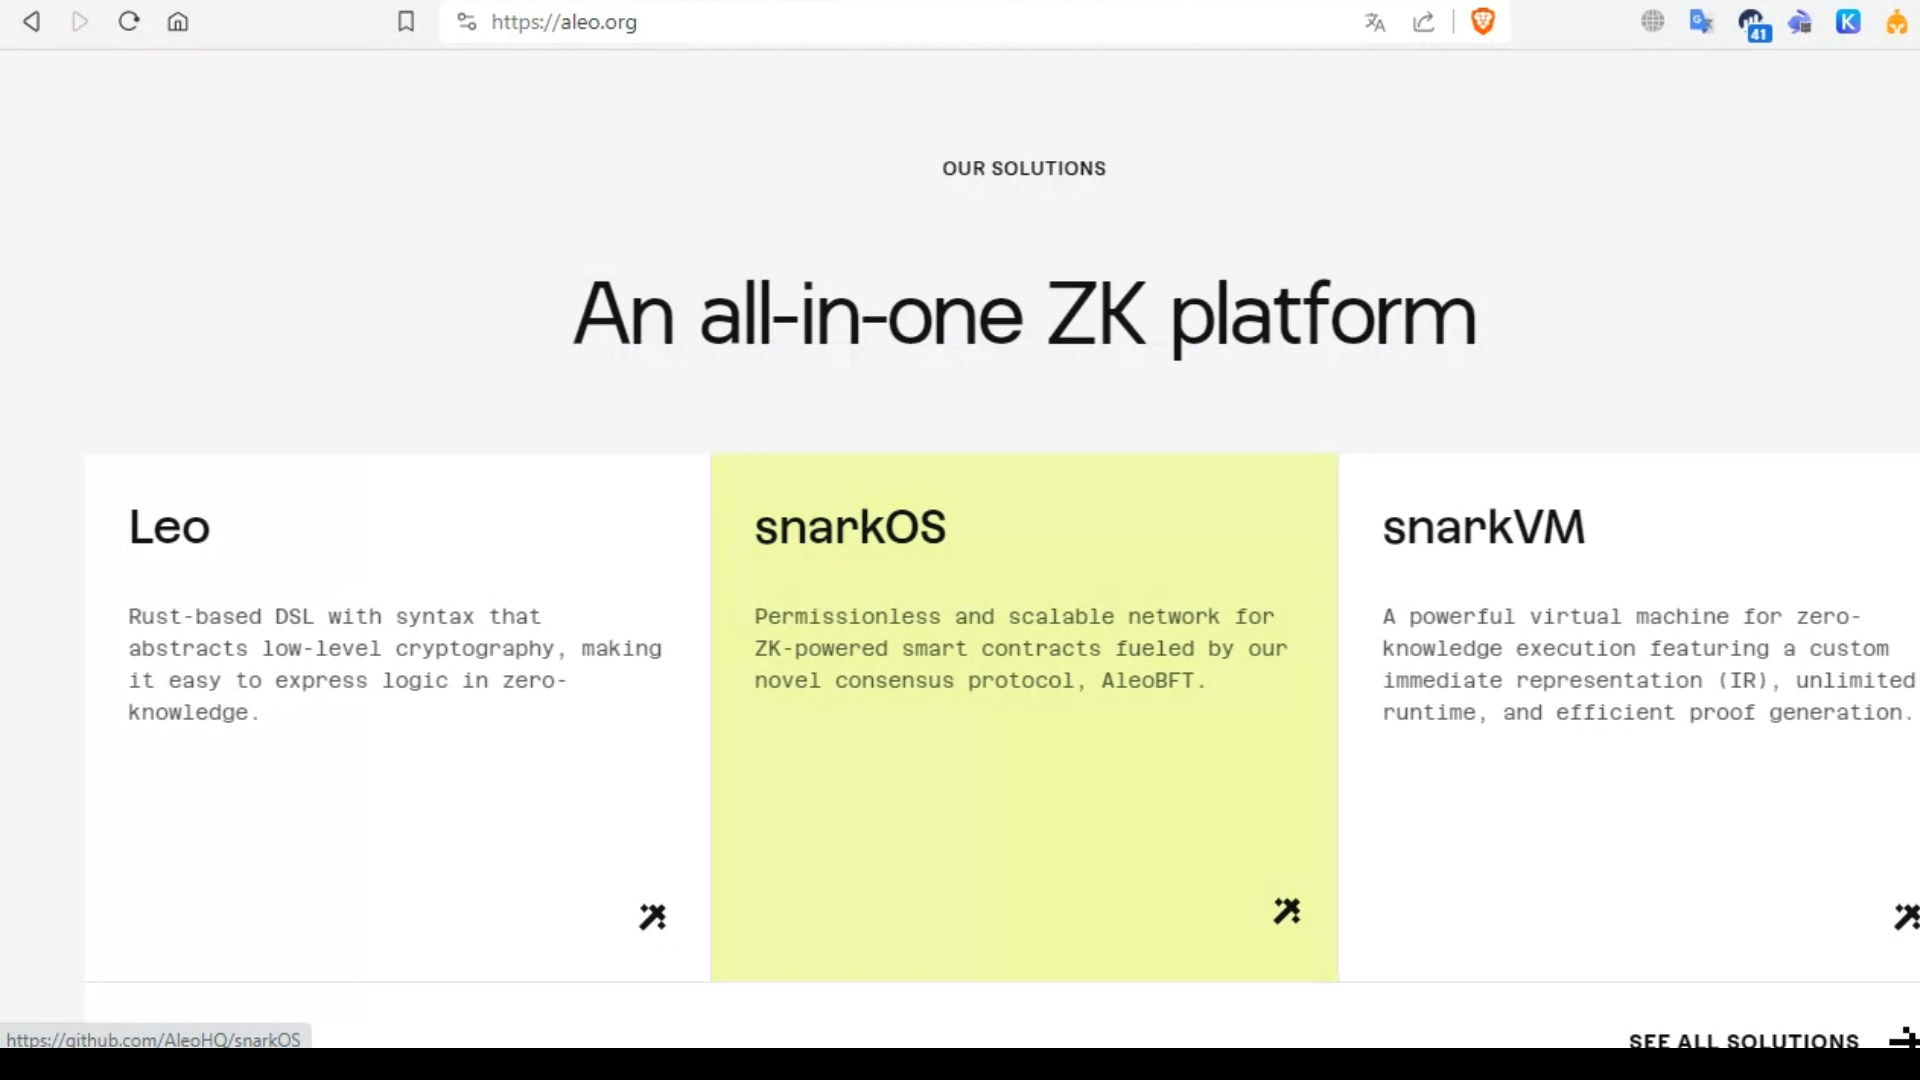 https://aleo.org
41
K
OUR SOLUTIONS
An all-in-one ZK platform
Leo
Rust-based DSL with syntax that
abstracts low-level cryptography, making
it easy to express logic in zero-
knowledge.
snarkOS
Permissionless and scalable network for
ZK-powered smart contracts fueled by our
novel consensus protocol, AleoBFT.
snarkVM
A powerful virtual machine for zero-
knowledge execution featuring a custom
immediate representation (IR), unlimited
runtime, and efficient proof generation.
SEE ALL SOLUTIONS
https://github.com/AleoHQ/snarkOS